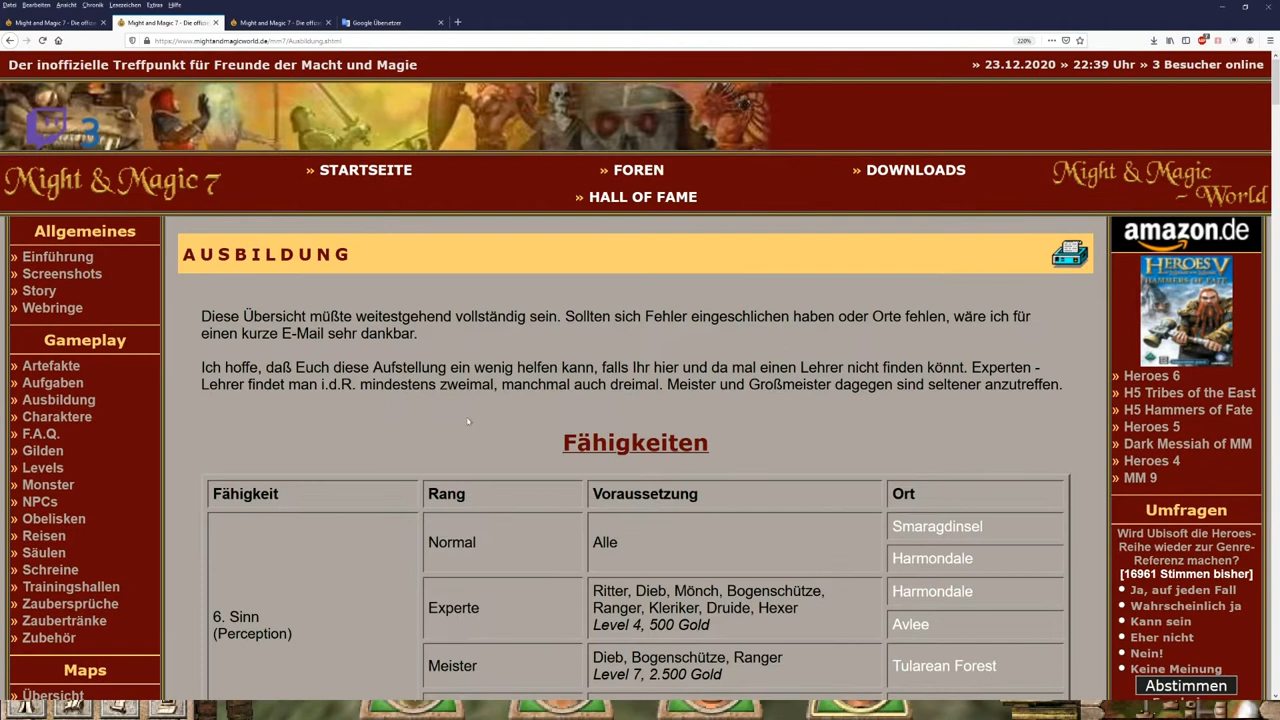 Datei Bearbeiten Ansicht Chronik Lesezeichen Extras Hilfe
Might and Magic 7 - Die offizi
Might and Magic 7 - Die offizi
Might and Magic 7 - Die offizi
Google Übersetzer
https://www.mightandmagicworld.de/mm7/Ausbildung.shtml
220%
Der inoffizielle Treffpunkt für Freunde der Macht und Magie
» 23.12.2020 » 22:39 Uhr » 3 Besucher online
3
Might & Magic 7
» STARTSEITE
» FOREN
» DOWNLOADS
» HALL OF FAME
Might & Magic
- World
Allgemeines
» Einführung
» Screenshots
» Story
» Webringe
Gameplay
» Artefakte
» Aufgaben
» Ausbildung
» Charaktere
» F.A.Q.
» Gilden
» Levels
» Monster
» NPCs
» Obelisken
» Reisen
» Säulen
» Schreine
» Trainingshallen
» Zaubersprüche
» Zaubertränke
» Zubehör
Maps
» Übersicht
AUSBILDUNG
Diese Übersicht müßte weitestgehend vollständig sein. Sollten sich Fehler eingeschlichen haben oder Orte fehlen, wäre ich für
einen kurze E-Mail sehr dankbar.
Ich hoffe, daß Euch diese Aufstellung ein wenig helfen kann, falls Ihr hier und da mal einen Lehrer nicht finden könnt. Experten -
Lehrer findet man i.d.R. mindestens zweimal, manchmal auch dreimal. Meister und Großmeister dagegen sind seltener anzutreffen.
Fähigkeiten
Fähigkeit
Rang
Voraussetzung
Ort
6. Sinn
(Perception)
Normal
Alle
Smaragdinsel
Harmondale
Experte
Ritter, Dieb, Mönch, Bogenschütze,
Ranger, Kleriker, Druide, Hexer
Level 4, 500 Gold
Harmondale
Avlee
Meister
Dieb, Bogenschütze, Ranger
Level 7, 2.500 Gold
Tularean Forest
amazon.de
HEROES V
HAMMERS OF FATE
» Heroes 6
» H5 Tribes of the East
» H5 Hammers of Fate
» Heroes 5
» Dark Messiah of MM
» Heroes 4
» MM 9
Umfragen
Wird Ubisoft die Heroes-
Reihe wieder zur Genre-
Referenz machen?
[16961 Stimmen bisher]
Ja, auf jeden Fall
Wahrscheinlich ja
Kann sein
Eher nicht
Nein!
Keine Meinung
Abstimmen